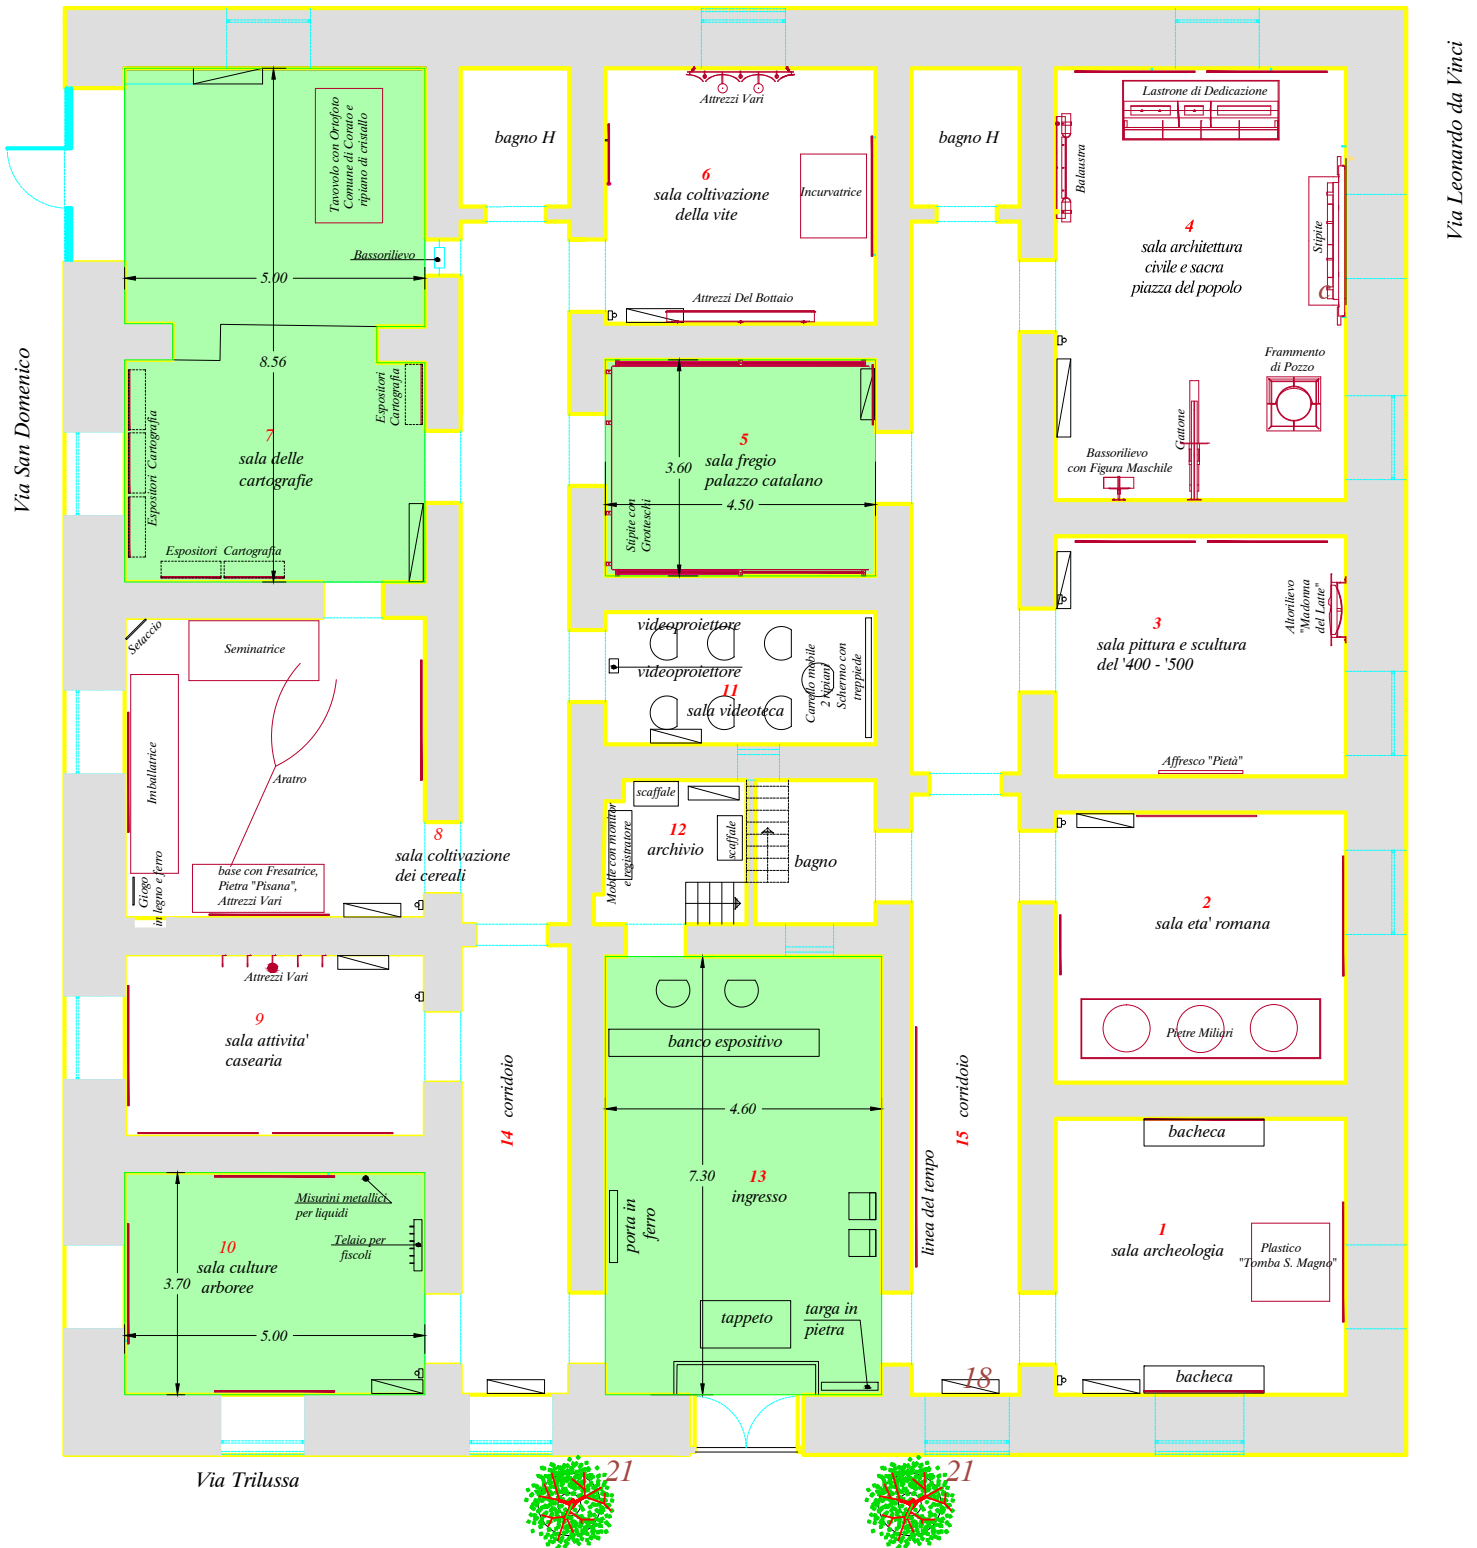 Via San Domenico
Via Leonardo da Vinci
Via Trilussa
Tavovolo con Ortofoto
Comune di Corato e
ripiano di cristallo
bagno H
Attrezzi Vari
6
sala coltivazione
della vite
Incurvatrice
Bassorilievo
Attrezzi Del Bottaio
bagno H
Lastrone di Dedicazione
Balaustra
4
sala architettura
civile e sacra
piazza del popolo
Stipite
C
Frammento
di Pozzo
Gattone
Bassorilievo
con Figura Maschile
5.00
8.56
7
sala delle
cartografie
Espositori
Cartografia
Espositori Cartografia
Espositori Cartografia
5
sala fregio
palazzo catalano
3.60
4.50
Stipite con
Grotteschi
Setaccio
Seminatrice
Imballatrice
Aratro
base con Fresatrice,
Pietra "Pisana",
Attrezzi Vari
Giogo
in legno e ferro
8
sala coltivazione
dei cereali
videoproiettore
videoproiettore
11
sala videoteca
Carrello mobile
2 ripiani
Schermo con
treppiede
3
sala pittura e scultura
del '400 - '500
Altorilievo
"Madonna
del Latte"
Affresco "Pietà"
scaffale
12
archivio
scaffale
Mobile con monitor
e registratore
bagno
2
sala eta' romana
Pietre Miliari
Attrezzi Vari
9
sala attivita'
casearia
14 corridoio
banco espositivo
4.60
7.30
13
ingresso
porta in
ferro
tappeto
targa in
pietra
15 corridoio
linea del tempo
bacheca
1
sala archeologia
Plastico
"Tomba S. Magno"
bacheca
Misurini metallici
per liquidi
Telaio per
fiscoli
10
sala culture
arboree
3.70
5.00
18
21
21